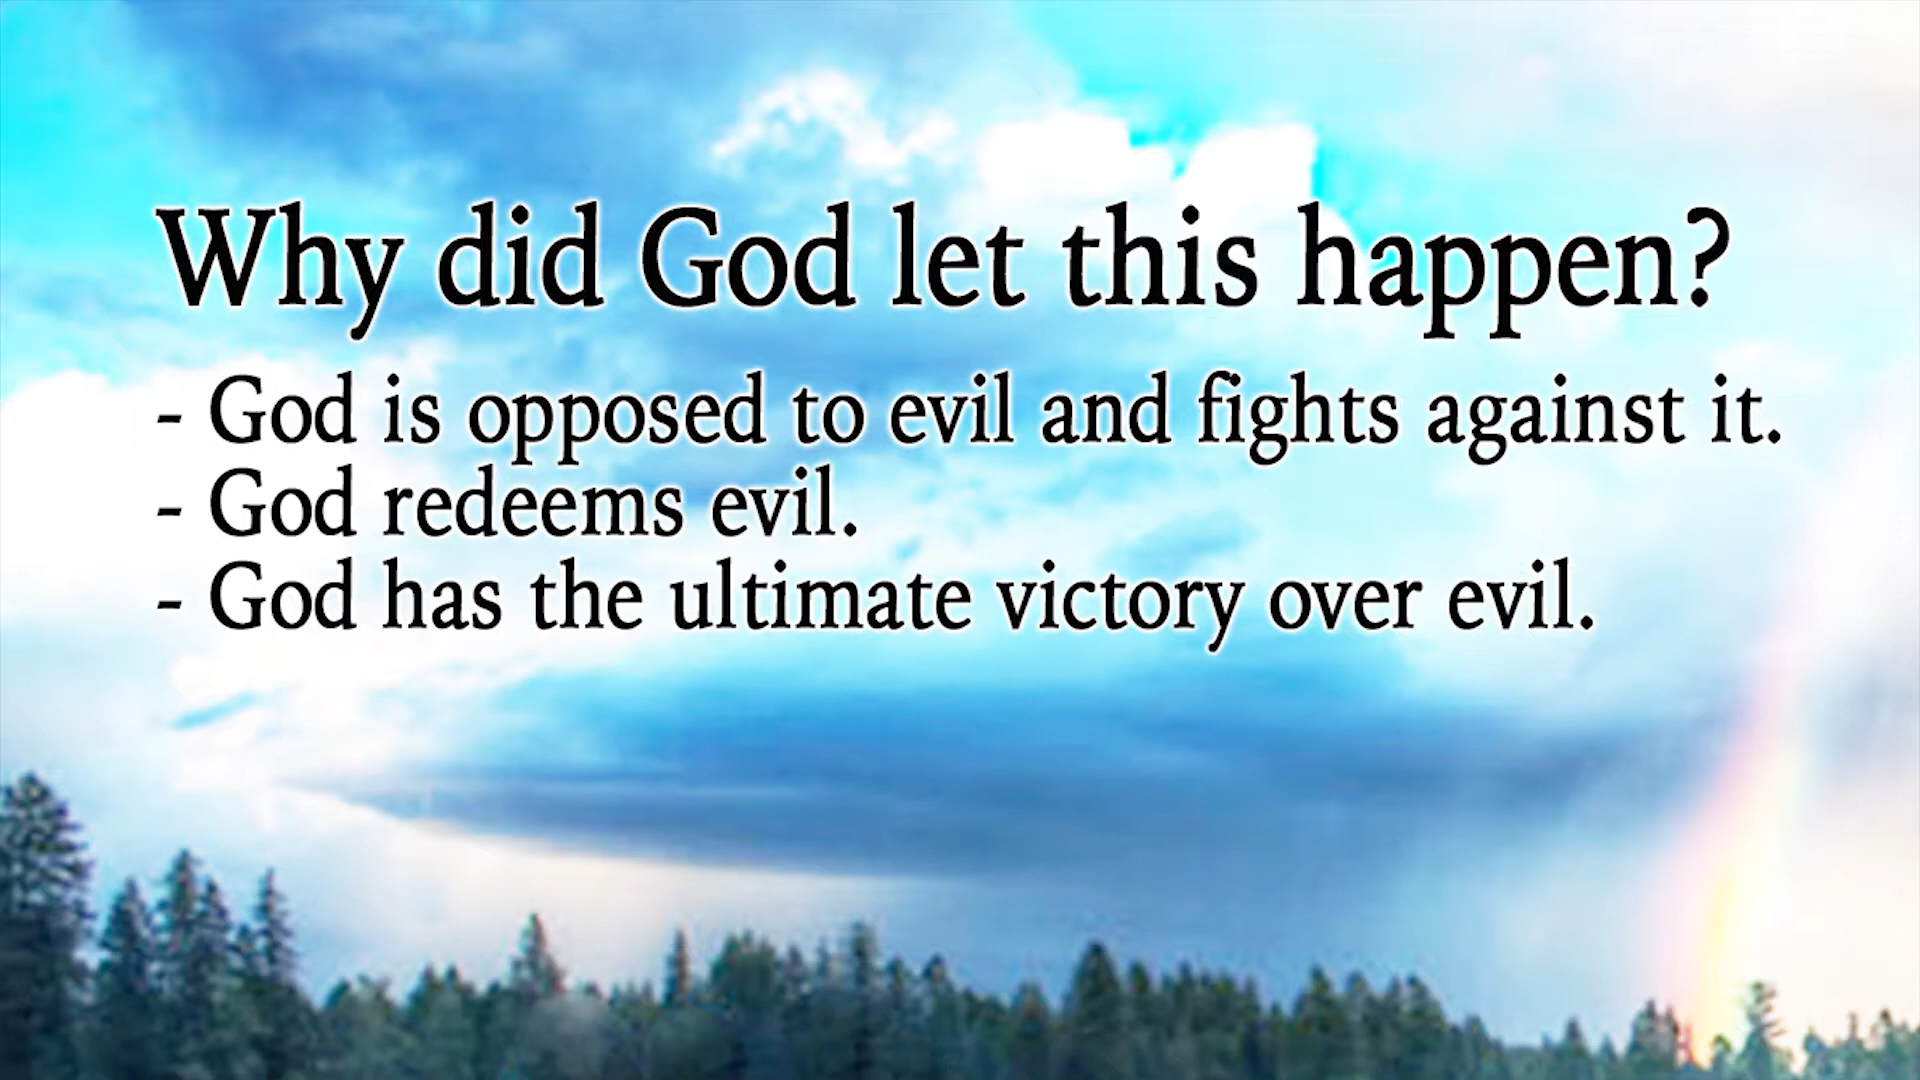 Why did God let this happen?
- God is opposed to evil and fights against it.
- God redeems evil.
- God has the ultimate victory over evil.